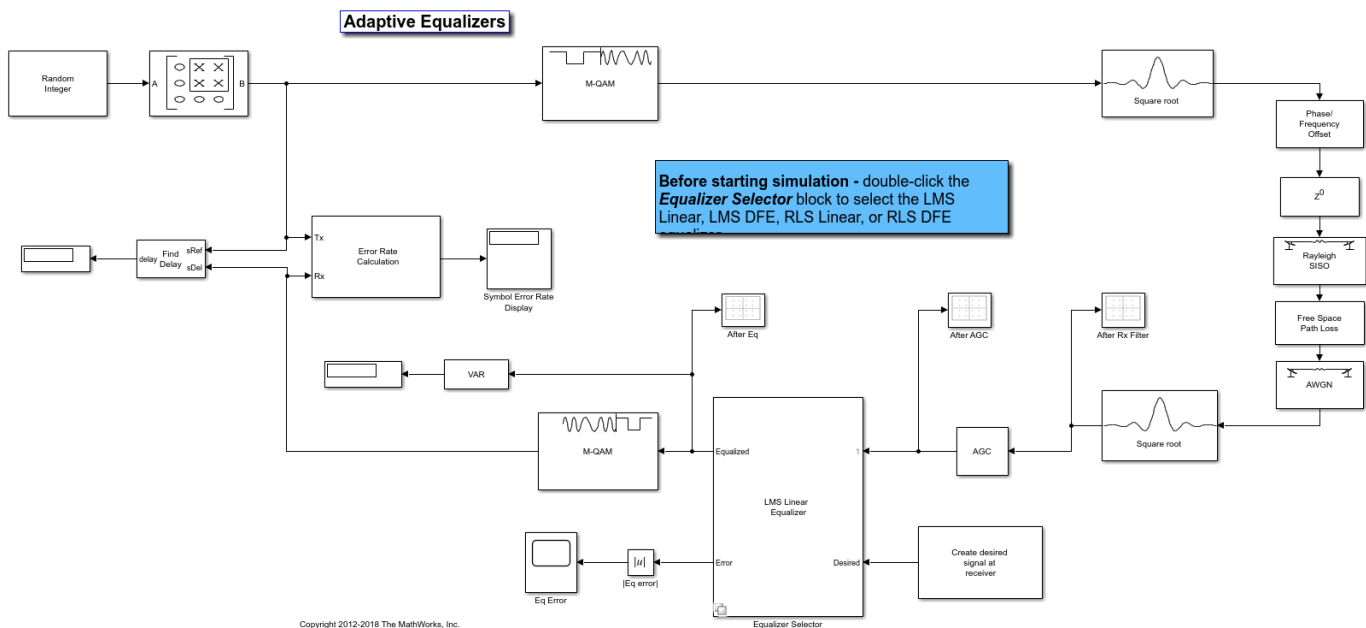 Adaptive Equalizers
Random
Integer
A
B
M-QAM
Square root
Phase/
Frequency
Offset
Before starting simulation - double-click the
Equalizer Selector block to select the LMS
Linear, LMS DFE, RLS Linear, or RLS DFE
equalizer.
Z0
Tx
Error Rate
Calculation
Rx
Symbol Error Rate
Display
delay
Find
Delay
sRef
sDel
Rayleigh
SISO
After Eq
After AGC
After Rx Filter
Free Space
Path Loss
VAR
AWGN
M-QAM
Equalized
1
AGC
Square root
LMS Linear
Equalizer
Error
Desired
Create desired
signal at
receiver
|u|
|Eq error|
Eq Error
Equalizer Selector
Copyright 2012-2018 The MathWorks, Inc.